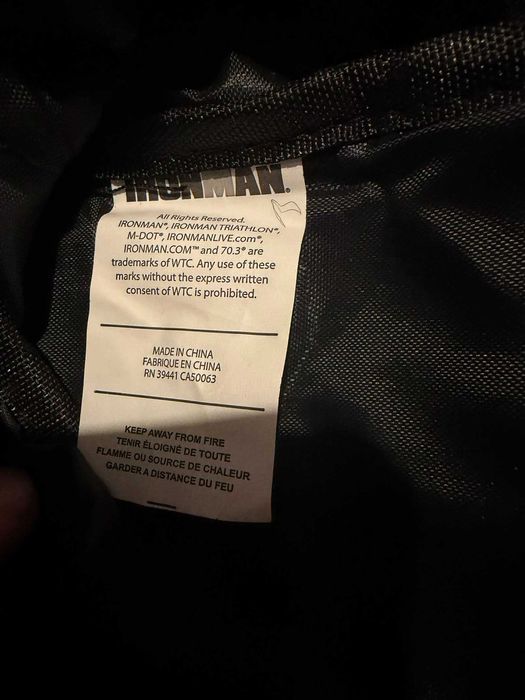 IRONMAN®
All Rights Reserved.
IRONMAN®, IRONMAN TRIATHLON®,
M-DOT®, IRONMANLIVE.com®,
IRONMAN.COM™ and 70.3® are
trademarks of WTC. Any use of these
marks without the express written
consent of WTC is prohibited.
MADE IN CHINA
FABRIQUE EN CHINA
RN 39441 CA50063
KEEP AWAY FROM FIRE
TENIR ÉLOIGNÉ DE TOUTE
FLAMME OU SOURCE DE CHALEUR
GARDER A DISTANCE DU FEU